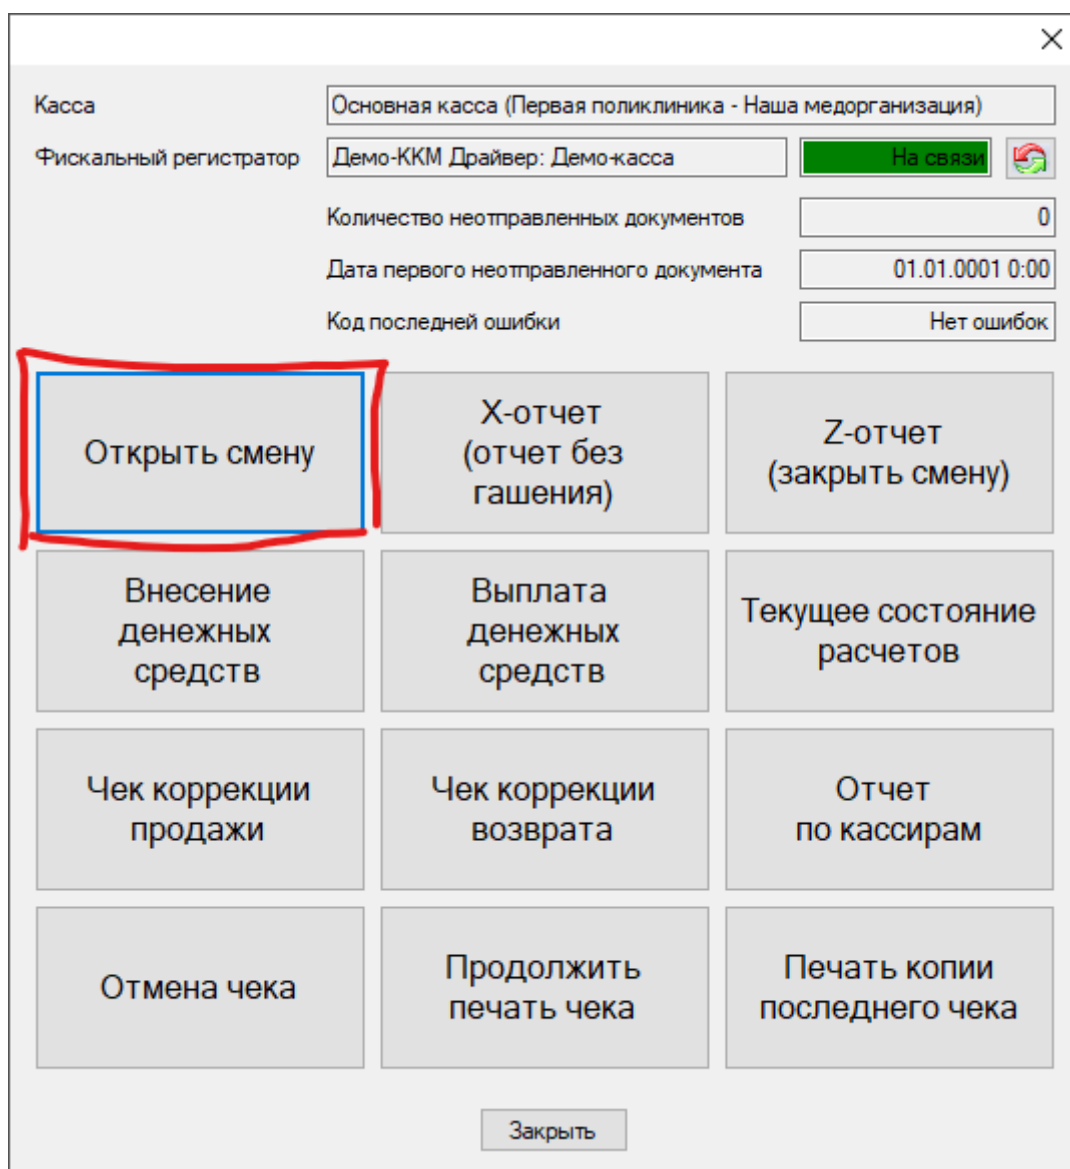 Касса
Основная касса (Первая поликлиника - Наша медорганизация)
Фискальный регистратор
Демо-ККМ Драйвер: Демо-касса
На связи
Количество неотправленных документов
0
Дата первого неотправленного документа
01.01.0001 0:00
Код последней ошибки
Нет ошибок
Открыть смену
X-отчет
(отчет без
гашения)
Z-отчет
(закрыть смену)
Внесение
денежных
средств
Выплата
денежных
средств
Текущее состояние
расчетов
Чек коррекции
продажи
Чек коррекции
возврата
Отчет
по кассирам
Отмена чека
Продолжить
печать чека
Печать копии
последнего чека
Закрыть